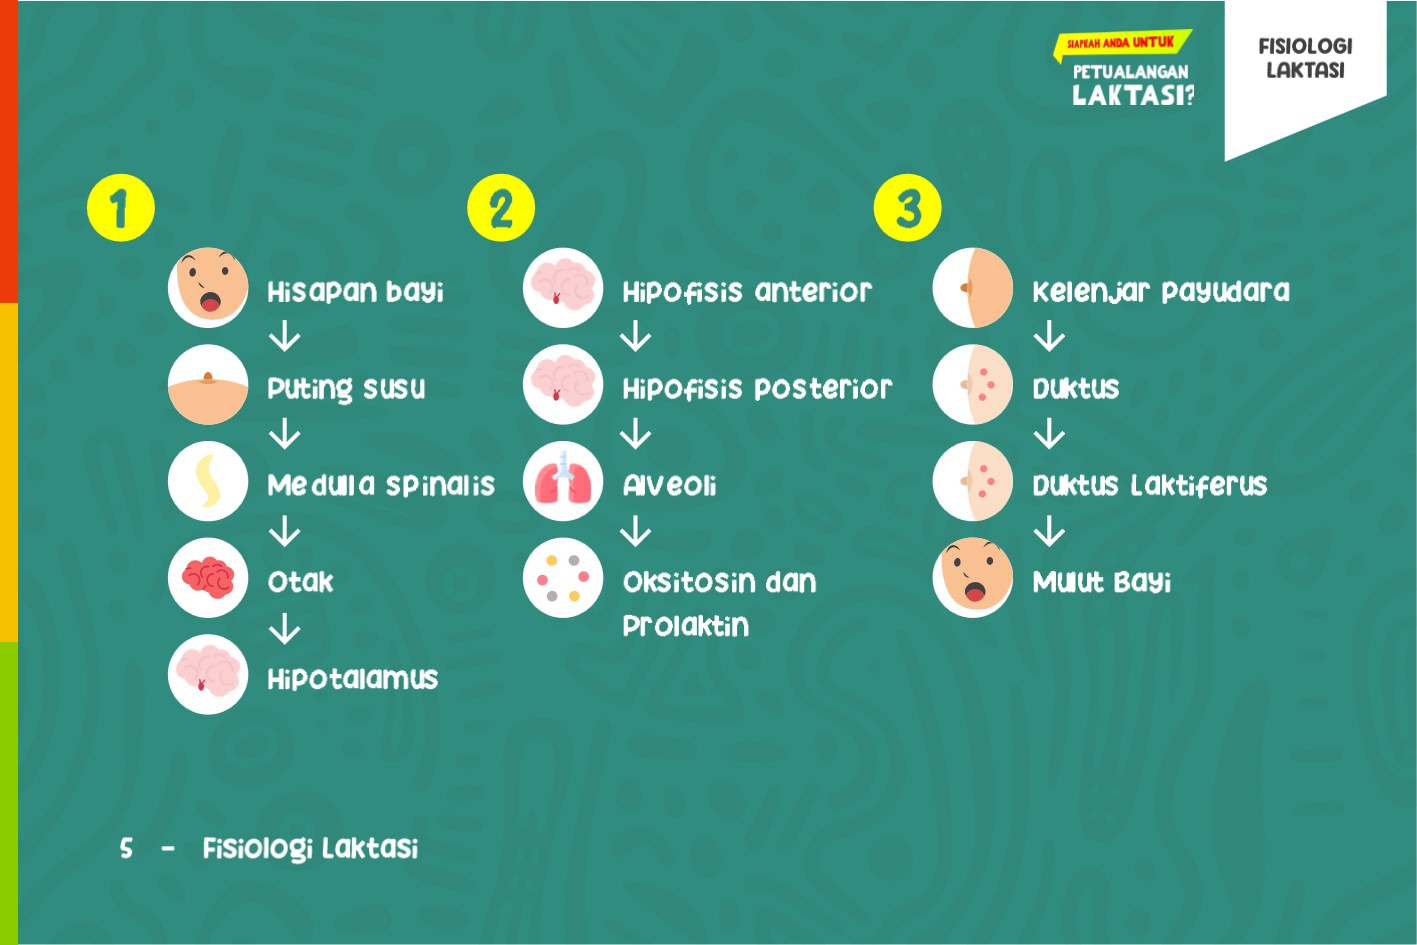 SIAPKAH ANDA UNTUK
PETUALANGAN
LAKTASI?
FISIOLOGI
LAKTASI
1
Hisapan bayi
Puting susu
Medulla spinalis
Otak
Hipotalamus
2
Hipofisis anterior
Hipofisis posterior
Alveoli
Oksitosin dan
Prolaktin
3
Kelenjar payudara
Duktus
Duktus Laktiferus
Mulut Bayi
5 - Fisiologi Laktasi